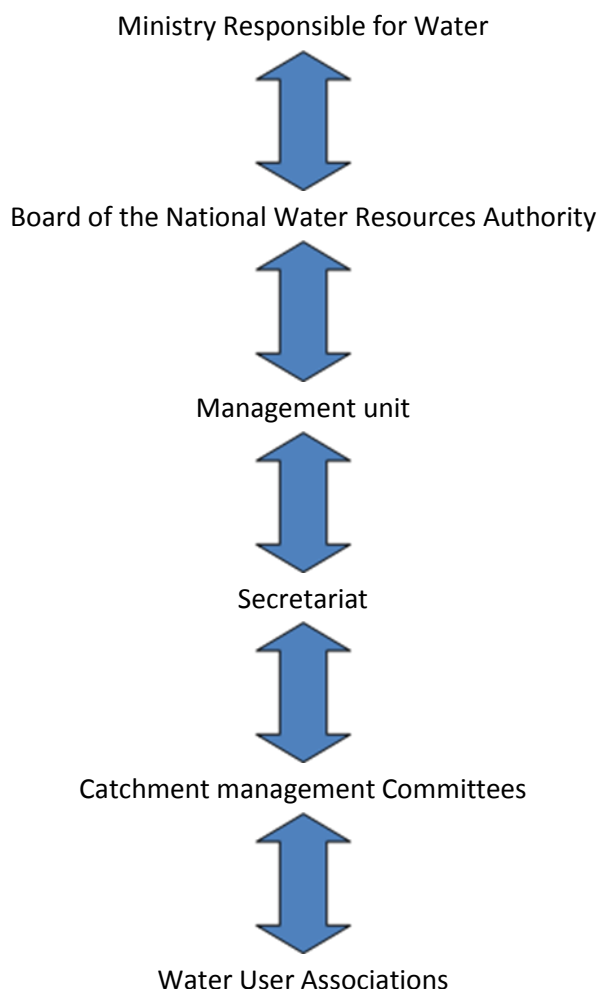 Ministry Responsible for Water
Board of the National Water Resources Authority
Management unit
Secretariat
Catchment management Committees
Water User Associations